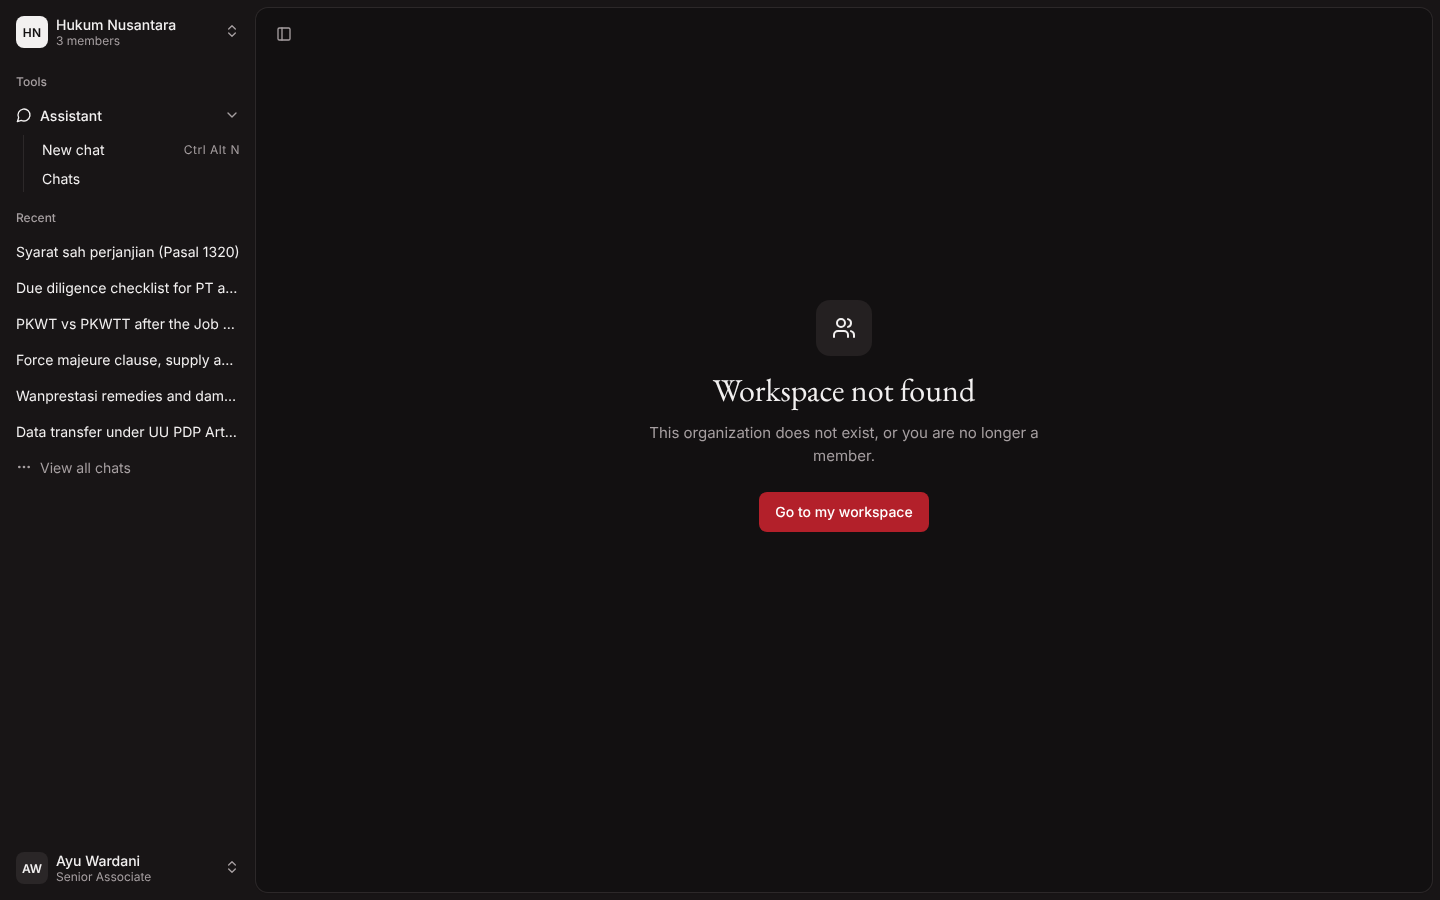 HN
Hukum Nusantara
3 members
Tools
Assistant
New chat
Ctrl Alt N
Chats
Recent
Syarat sah perjanjian (Pasal 1320)
Due diligence checklist for PT a...
PKWT vs PKWTT after the Job ...
Force majeure clause, supply a...
Wanprestasi remedies and dam...
Data transfer under UU PDP Art...
View all chats
Workspace not found
This organization does not exist, or you are no longer a
member.
Go to my workspace
AW
Ayu Wardani
Senior Associate